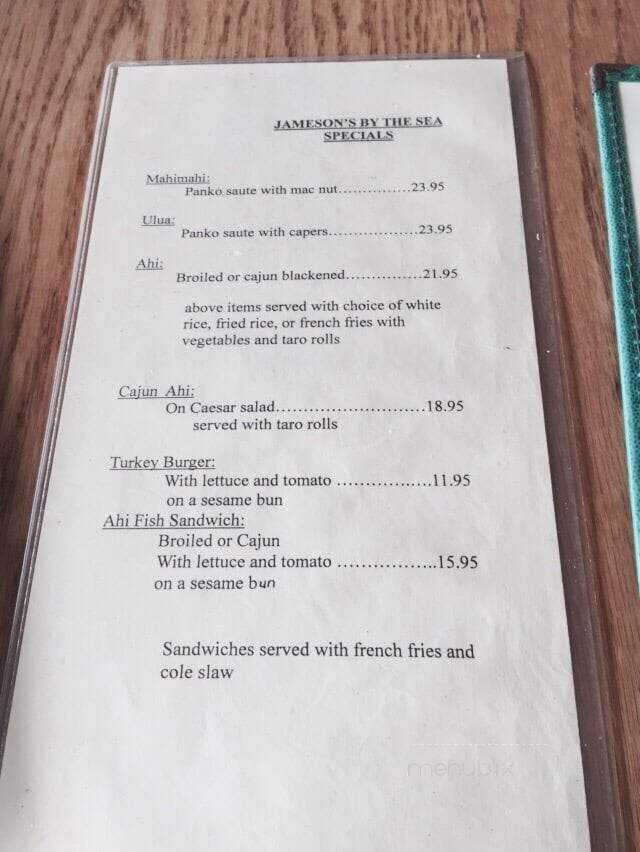 JAMESON'S BY THE SEA
SPECIALS
Mahimahi:
Panko saute with mac nut...............23.95
Ulua:
Panko saute with capers...................23.95
Ahi:
Broiled or cajun blackened...............21.95
above items served with choice of white
rice, fried rice, or french fries with
vegetables and taro rolls
Cajun Ahi:
On Caesar salad............................18.95
served with taro rolls
Turkey Burger:
With lettuce and tomato ..................11.95
on a sesame bun
Ahi Fish Sandwich:
Broiled or Cajun
With lettuce and tomato ...................15.95
on a sesame bun
Sandwiches served with french fries and
cole slaw
menupix